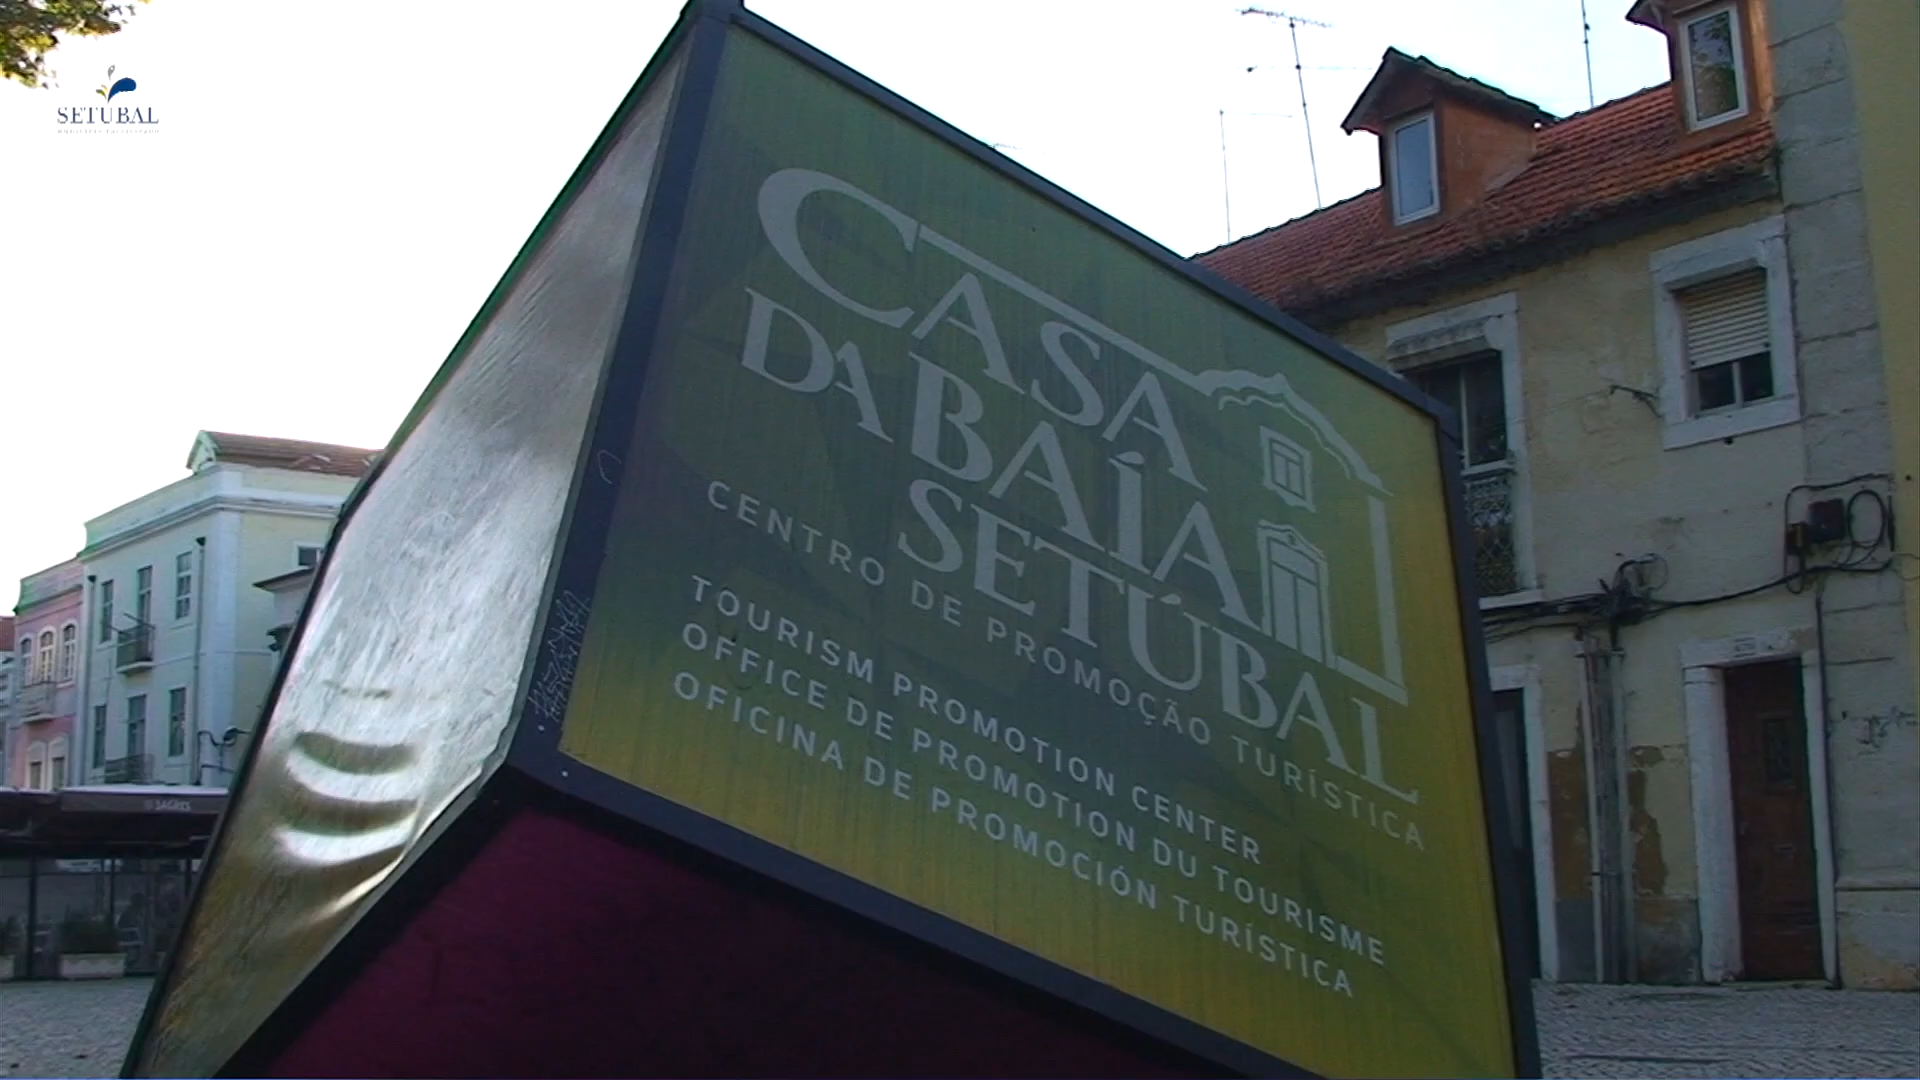 SETUBAL
CASA
DA BAÍA
SETÚBAL
CENTRO DE PROMOÇÃO TURÍSTICA
TOURISM PROMOTION CENTER
OFFICE DE PROMOTION DU TOURISME
OFICINA DE PROMOCIÓN TURÍSTICA
SAGRES